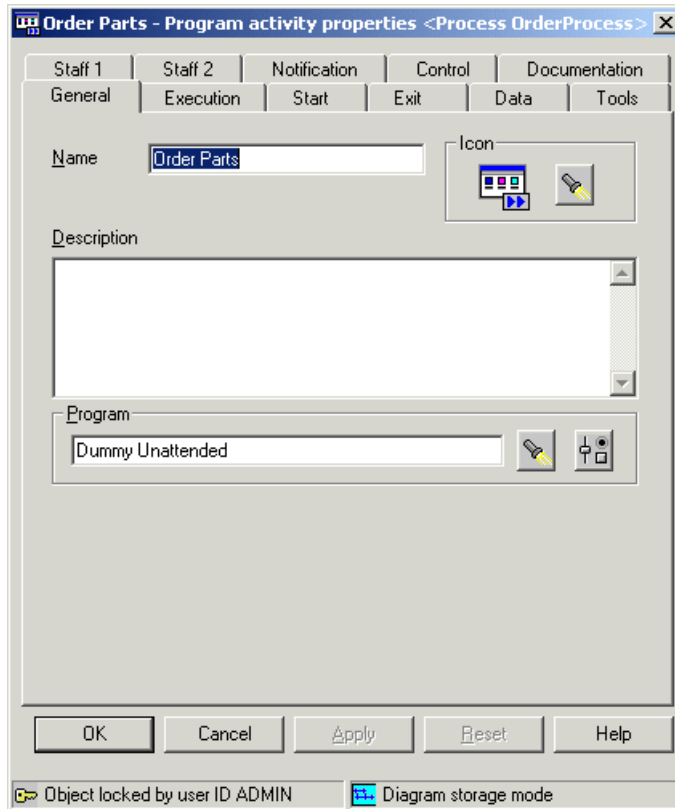 Order Parts - Program activity properties <Process OrderProcess>
Staff 1 Staff 2 Notification Control Documentation
General Execution Start Exit Data Tools
Name Order Parts Icon
Description
Program
Dummy Unattended
OK Cancel Apply Reset Help
Object locked by user ID ADMIN Diagram storage mode